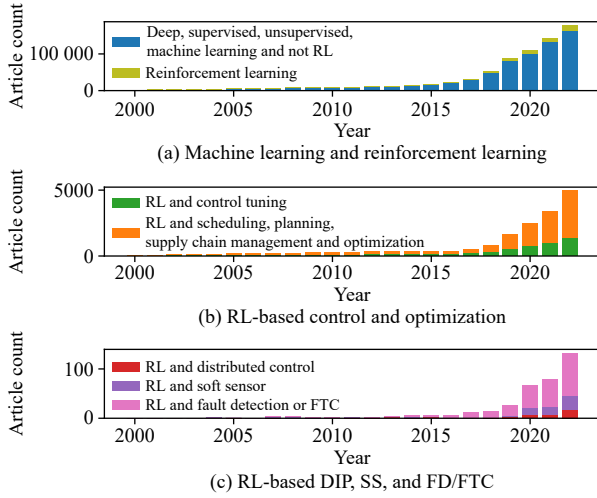 Article count
100 000
0
Deep, supervised, unsupervised,
machine learning and not RL
Reinforcement learning
2000 2005 2010 2015 2020
Year
(a) Machine learning and reinforcement learning
Article count
5000
0
RL and control tuning
RL and scheduling, planning,
supply chain management and optimization
2000 2005 2010 2015 2020
Year
(b) RL-based control and optimization
Article count
100
0
RL and distributed control
RL and soft sensor
RL and fault detection or FTC
2000 2005 2010 2015 2020
Year
(c) RL-based DIP, SS, and FD/FTC